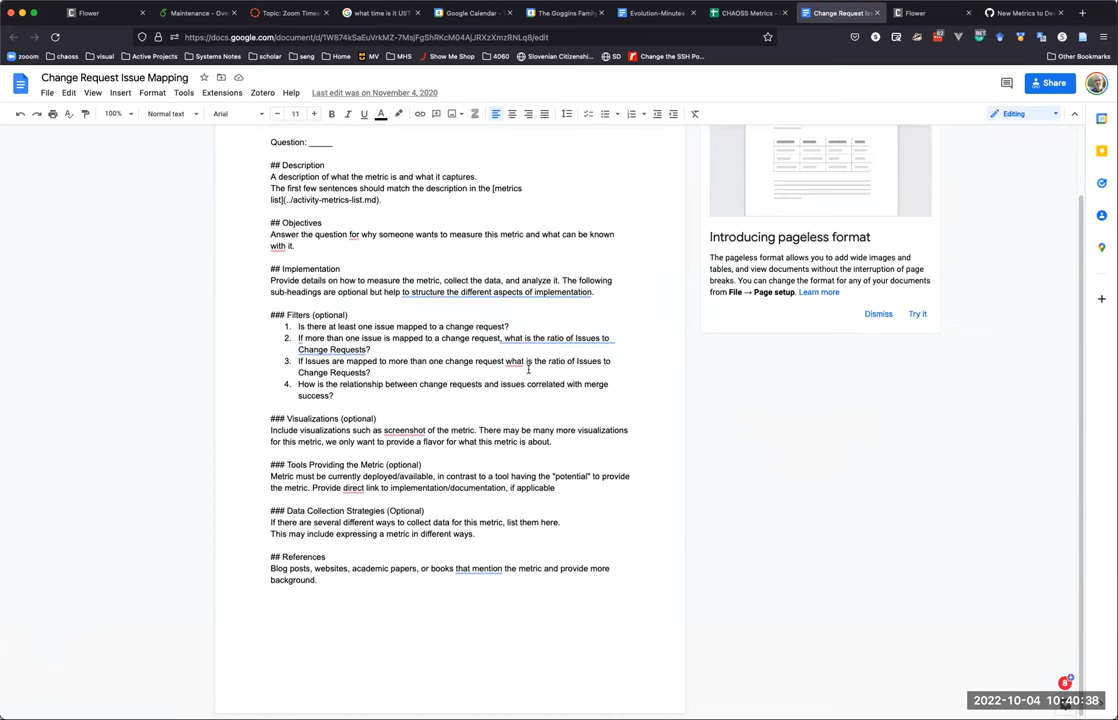 Flower
Maintenance - Ove
Topic: Zoom Times
what time is it UST
Google Calendar -
The Goggins Family
Evolution-Minutes
CHAOSS Metrics -
Change Request Iss
Flower
New Metrics to De
https://docs.google.com/document/d/1W874kSaEuVrkMZ-7MsjFgShRKcM04AjJRXzXmzRNLq8/edit
zooom
chaoss
visual
Active Projects
Systems Notes
scholar
seng
Home
MV
MHS
Show Me Shop
4060
Slovenian Citizenshi...
SD
Change the SSH Po...
Other Bookmarks
Change Request Issue Mapping
File Edit View Insert Format Tools Extensions Zotero Help Last edit was on November 4, 2020
Share
100% Normal text Arial 11 Editing
Question: _____
## Description
A description of what the metric is and what it captures.
The first few sentences should match the description in the [metrics
list](../activity-metrics-list.md).
## Objectives
Answer the question for why someone wants to measure this metric and what can be known
with it.
## Implementation
Provide details on how to measure the metric, collect the data, and analyze it. The following
sub-headings are optional but help to structure the different aspects of implementation.
### Filters (optional)
1. Is there at least one issue mapped to a change request?
2. If more than one issue is mapped to a change request, what is the ratio of Issues to
Change Requests?
3. If Issues are mapped to more than one change request what is the ratio of Issues to
Change Requests?
4. How is the relationship between change requests and issues correlated with merge
success?
### Visualizations (optional)
Include visualizations such as screenshot of the metric. There may be many more visualizations
for this metric, we only want to provide a flavor for what this metric is about.
### Tools Providing the Metric (optional)
Metric must be currently deployed/available, in contrast to a tool having the "potential" to provide
the metric. Provide direct link to implementation/documentation, if applicable
### Data Collection Strategies (Optional)
If there are several different ways to collect data for this metric, list them here.
This may include expressing a metric in different ways.
## References
Blog posts, websites, academic papers, or books that mention the metric and provide more
background.
Introducing pageless format
The pageless format allows you to add wide images and
tables, and view documents without the interruption of page
breaks. You can change the format for any of your documents
from File → Page setup. Learn more
Dismiss Try it
2022-10-04 10:40:38